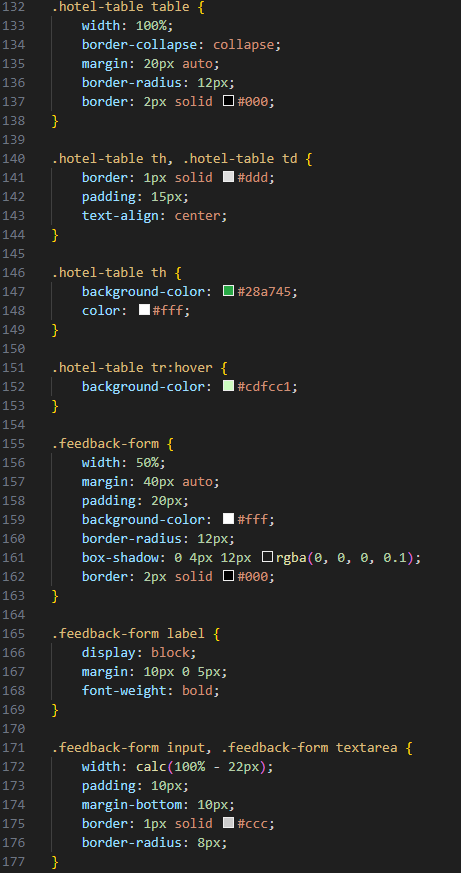 132 .hotel-table table {
133     width: 100%;
134     border-collapse: collapse;
135     margin: 20px auto;
136     border-radius: 12px;
137     border: 2px solid #000;
138 }
139
140 .hotel-table th, .hotel-table td {
141     border: 1px solid #ddd;
142     padding: 15px;
143     text-align: center;
144 }
145
146 .hotel-table th {
147     background-color: #28a745;
148     color: #fff;
149 }
150
151 .hotel-table tr:hover {
152     background-color: #cdfcc1;
153 }
154
155 .feedback-form {
156     width: 50%;
157     margin: 40px auto;
158     padding: 20px;
159     background-color: #fff;
160     border-radius: 12px;
161     box-shadow: 0 4px 12px rgba(0, 0, 0, 0.1);
162     border: 2px solid #000;
163 }
164
165 .feedback-form label {
166     display: block;
167     margin: 10px 0 5px;
168     font-weight: bold;
169 }
170
171 .feedback-form input, .feedback-form textarea {
172     width: calc(100% - 22px);
173     padding: 10px;
174     margin-bottom: 10px;
175     border: 1px solid #ccc;
176     border-radius: 8px;
177 }